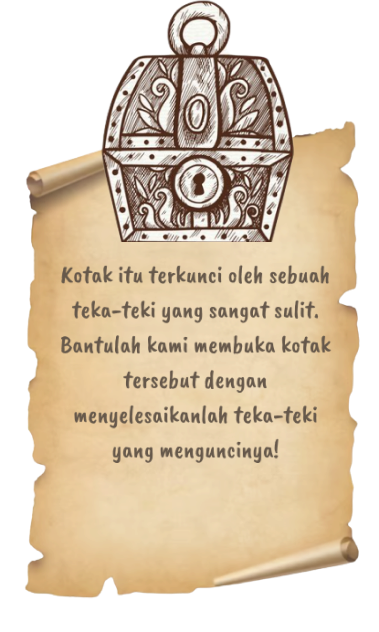 Kotak itu terkunci oleh sebuah
teka-teki yang sangat sulit.
Bantulah kami membuka kotak
tersebut dengan
menyelesaikanlah teka-teki
yang menguncinya!